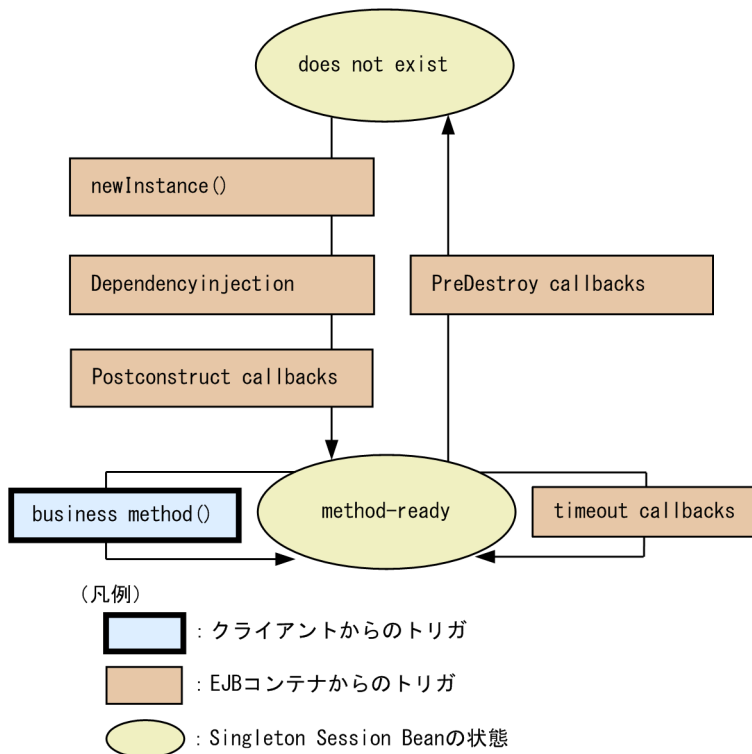 does not exist
newInstance()
Dependencyinjection
PreDestroy callbacks
Postconstruct callbacks
business method()
method-ready
timeout callbacks
(凡例)
：クライアントからのトリガ
：EJBコンテナからのトリガ
：Singleton Session Beanの状態